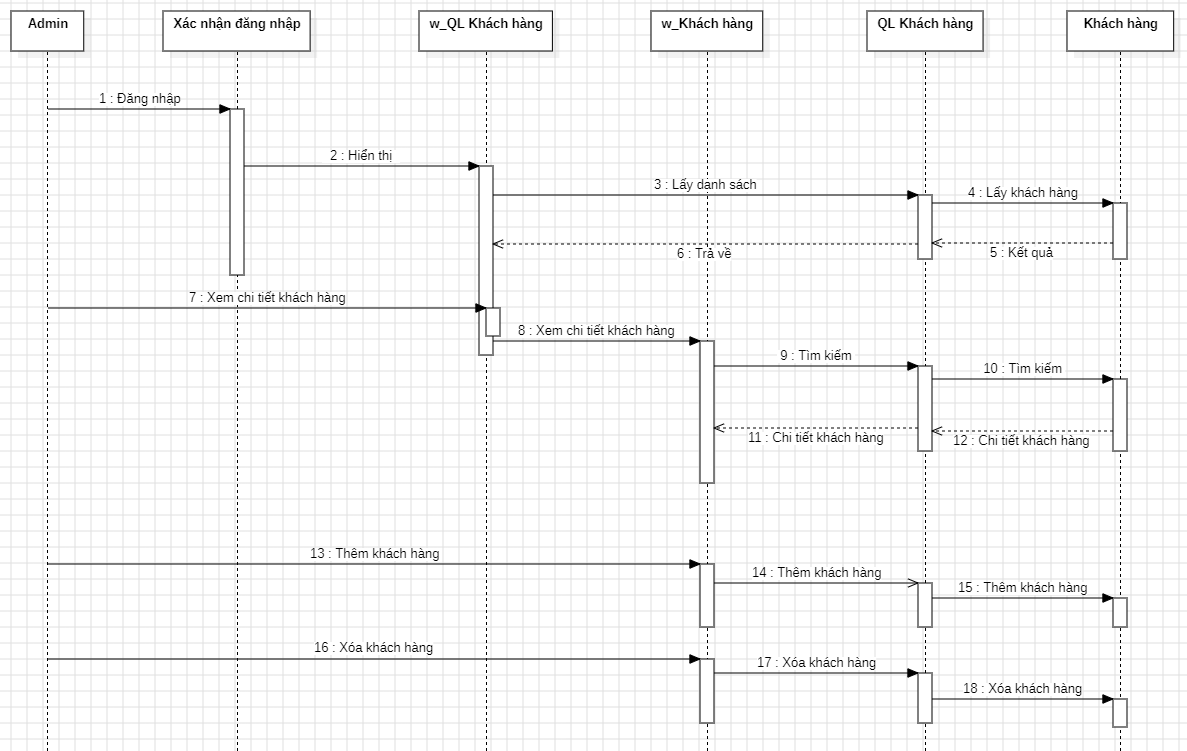 Admin
Xác nhận đăng nhập
w_QL Khách hàng
w_Khách hàng
QL Khách hàng
Khách hàng
1 : Đăng nhập
2 : Hiển thị
3 : Lấy danh sách
4 : Lấy khách hàng
5 : Kết quả
6 : Trả về
7 : Xem chi tiết khách hàng
8 : Xem chi tiết khách hàng
9 : Tìm kiếm
10 : Tìm kiếm
11 : Chi tiết khách hàng
12 : Chi tiết khách hàng
13 : Thêm khách hàng
14 : Thêm khách hàng
15 : Thêm khách hàng
16 : Xóa khách hàng
17 : Xóa khách hàng
18 : Xóa khách hàng